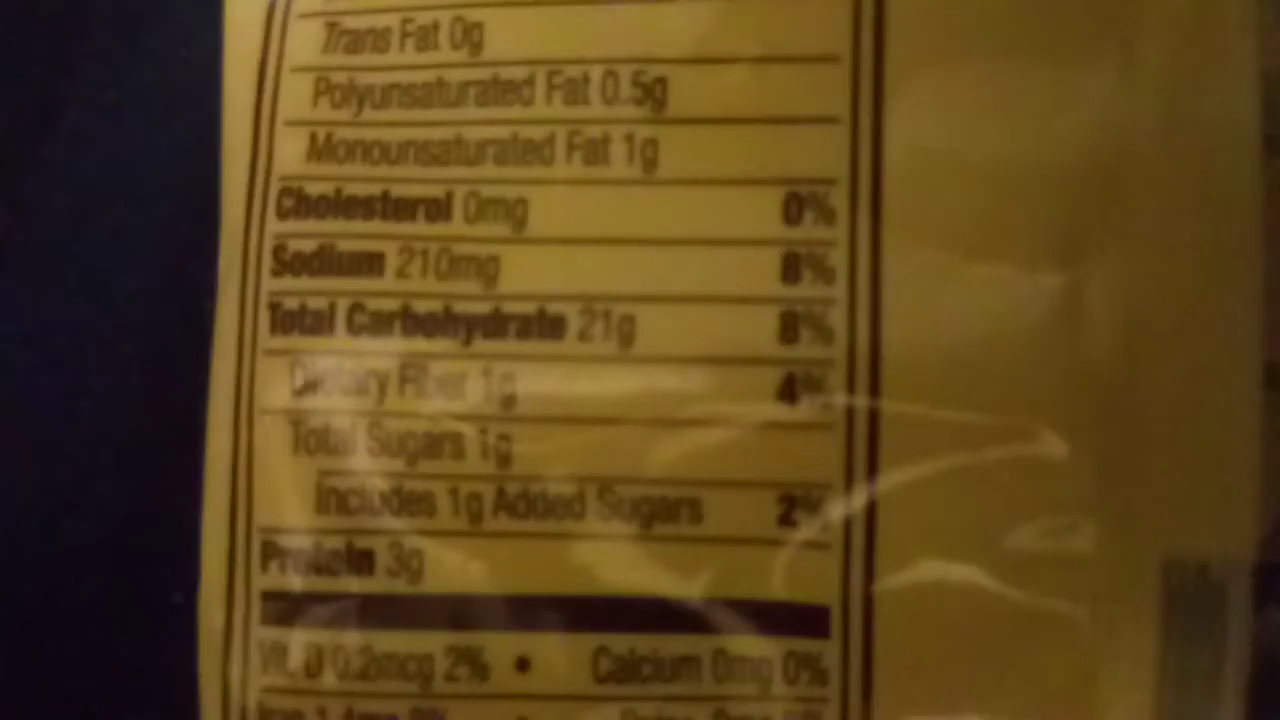 Trans Fat 0g
Polyunsaturated Fat 0.5g
Monounsaturated Fat 1g
Cholesterol 0mg 0%
Sodium 210mg 8%
Total Carbohydrate 21g 8%
Dietary Fiber 1g 4%
Total Sugars 1g
Includes 1g Added Sugars 2%
Protein 3g
Vit. D 0.2mcg 2% • Calcium 0mg 0%